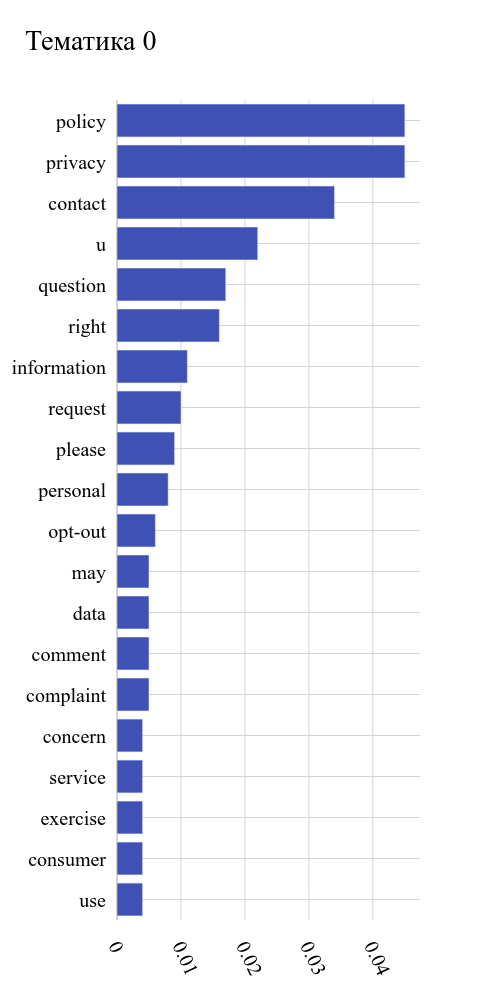 Тематика 0
policy
privacy
contact
u
question
right
information
request
please
personal
opt-out
may
data
comment
complaint
concern
service
exercise
consumer
use
0
0.01
0.02
0.03
0.04